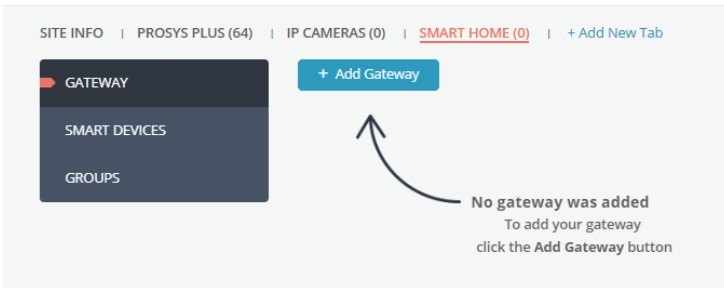 SITE INFO | PROSYS PLUS (64) | IP CAMERAS (0) | SMART HOME (0) | + Add New Tab
GATEWAY
+ Add Gateway
SMART DEVICES
GROUPS
No gateway was added
To add your gateway
click the Add Gateway button